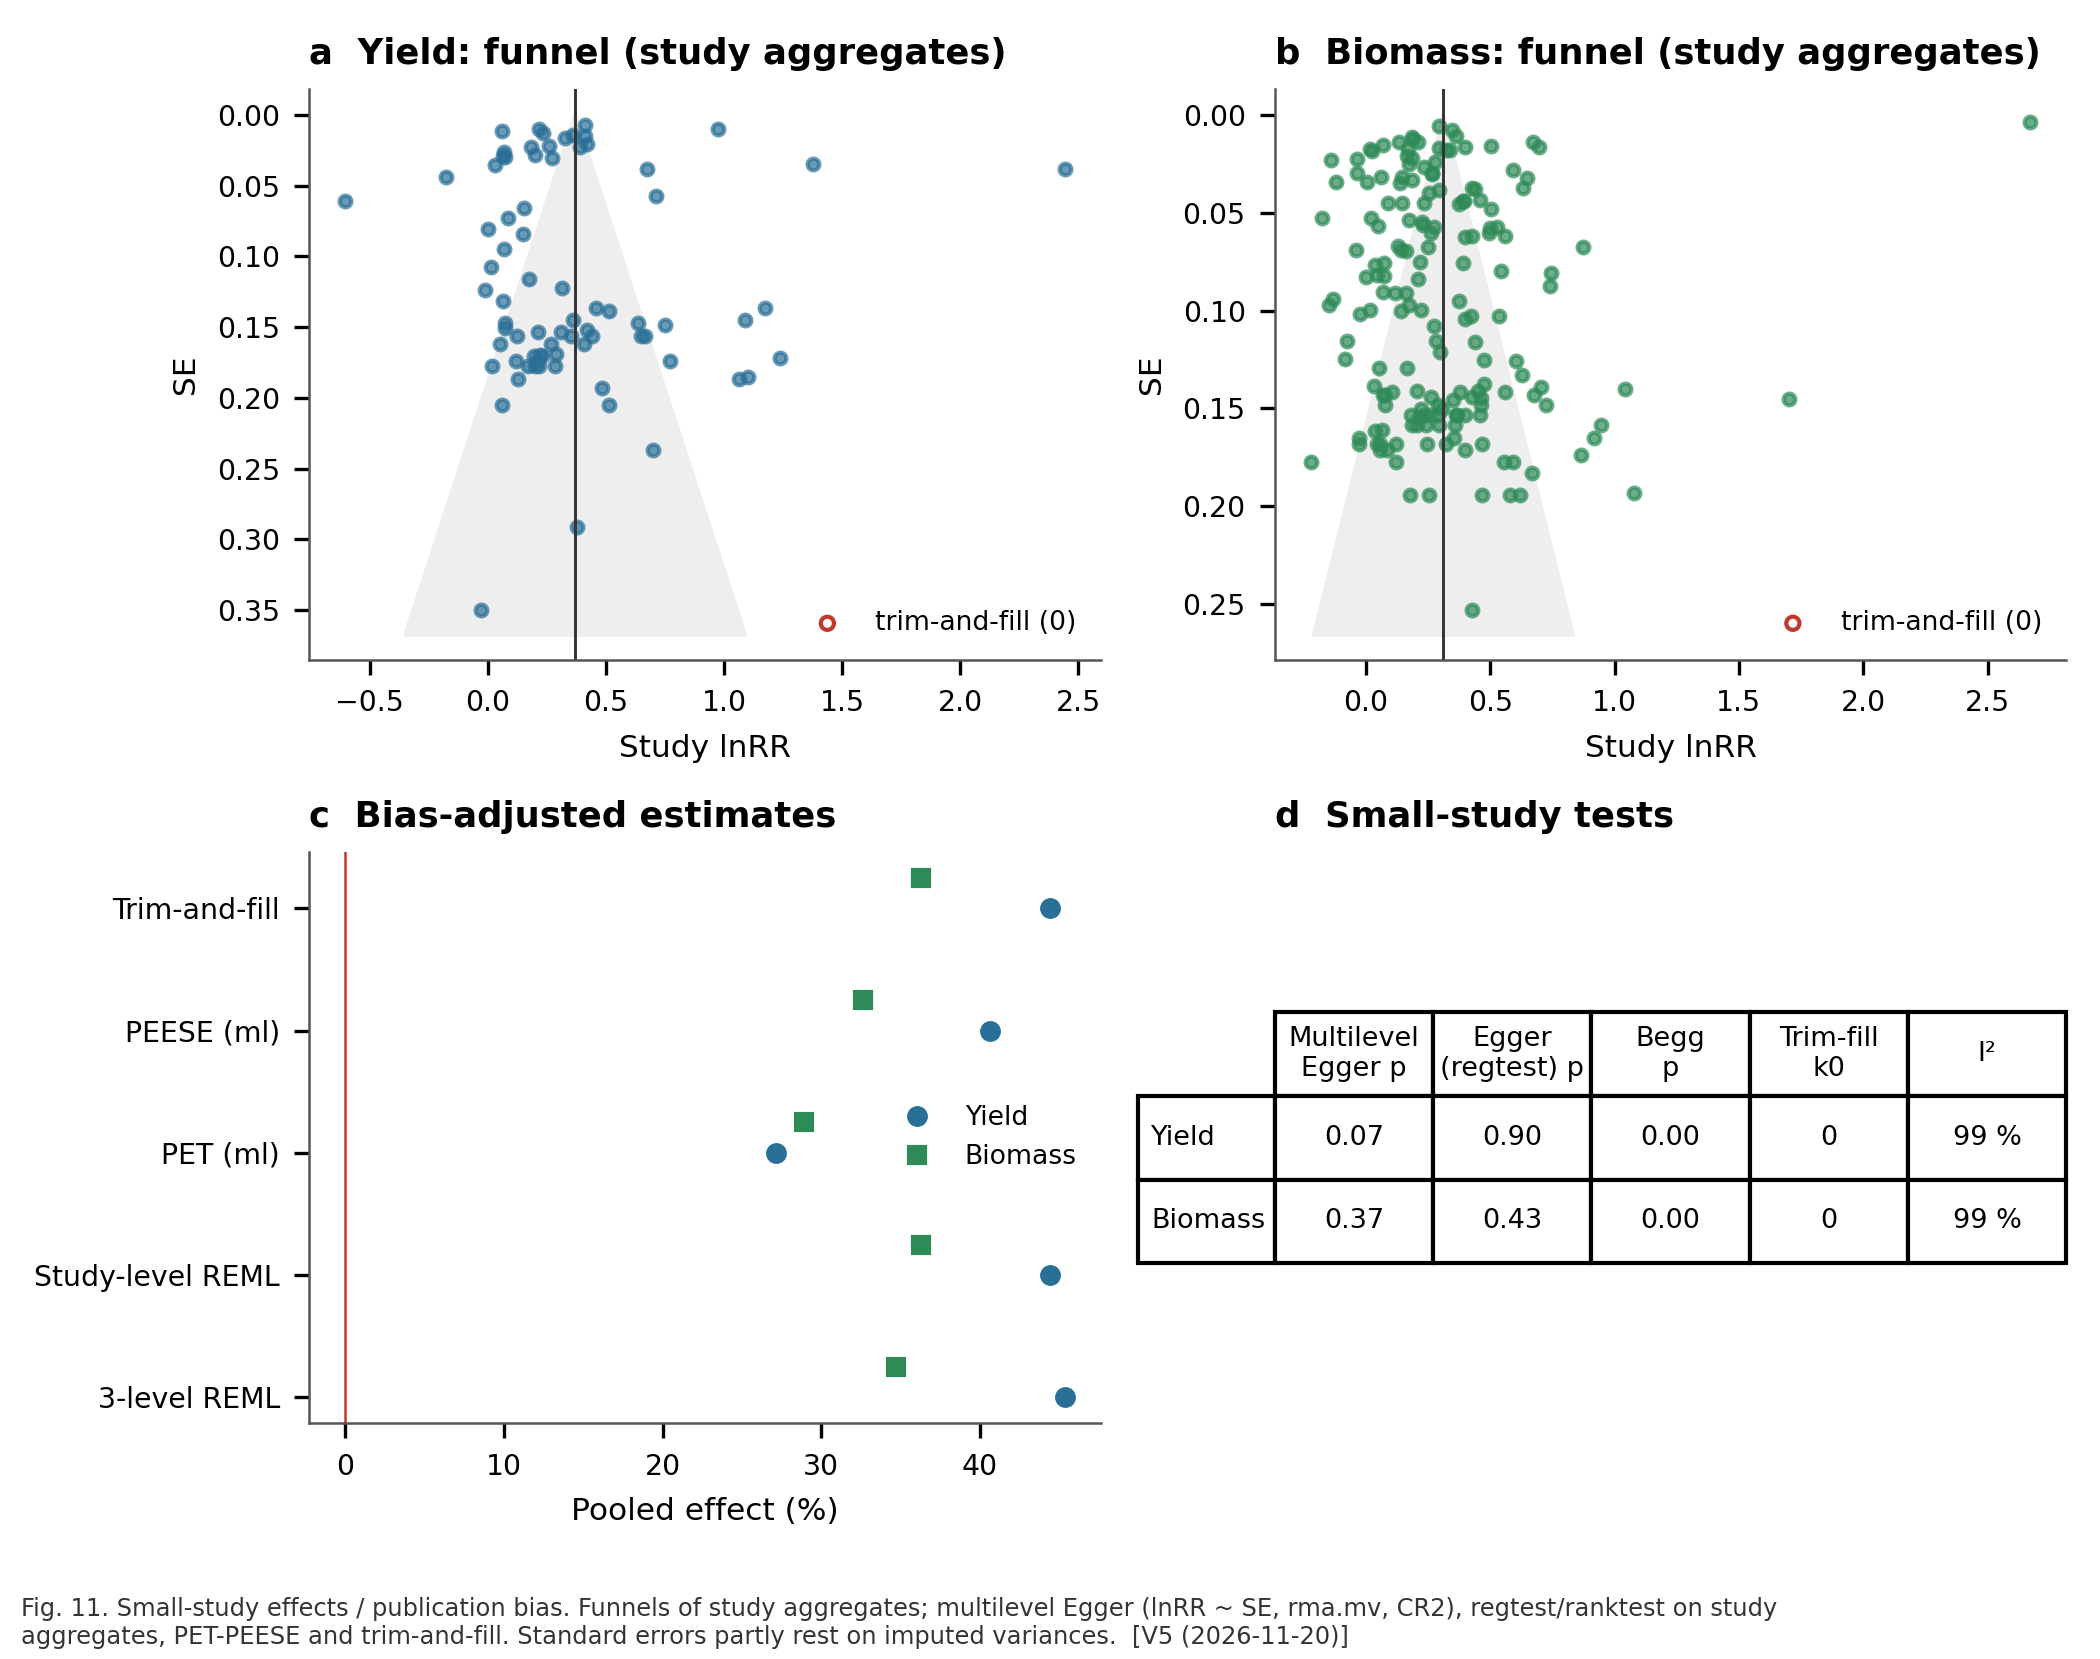 a  Yield: funnel (study aggregates)
0.00
0.05
0.10
0.15
0.20
0.25
0.30
0.35
SE
trim-and-fill (0)
−0.5 0.0 0.5 1.0 1.5 2.0 2.5
Study lnRR
b  Biomass: funnel (study aggregates)
0.00
0.05
0.10
0.15
0.20
0.25
SE
trim-and-fill (0)
0.0 0.5 1.0 1.5 2.0 2.5
Study lnRR
c  Bias-adjusted estimates
Trim-and-fill
PEESE (ml)
PET (ml)
Study-level REML
3-level REML
Yield
Biomass
0 10 20 30 40
Pooled effect (%)
d  Small-study tests
Multilevel Egger Begg Trim-fill I²
Egger p (regtest) p p k0
Yield 0.07 0.90 0.00 0 99 %
Biomass 0.37 0.43 0.00 0 99 %
Fig. 11. Small-study effects / publication bias. Funnels of study aggregates; multilevel Egger (lnRR ~ SE, rma.mv, CR2), regtest/ranktest on study
aggregates, PET-PEESE and trim-and-fill. Standard errors partly rest on imputed variances.  [V5 (2026-11-20)]